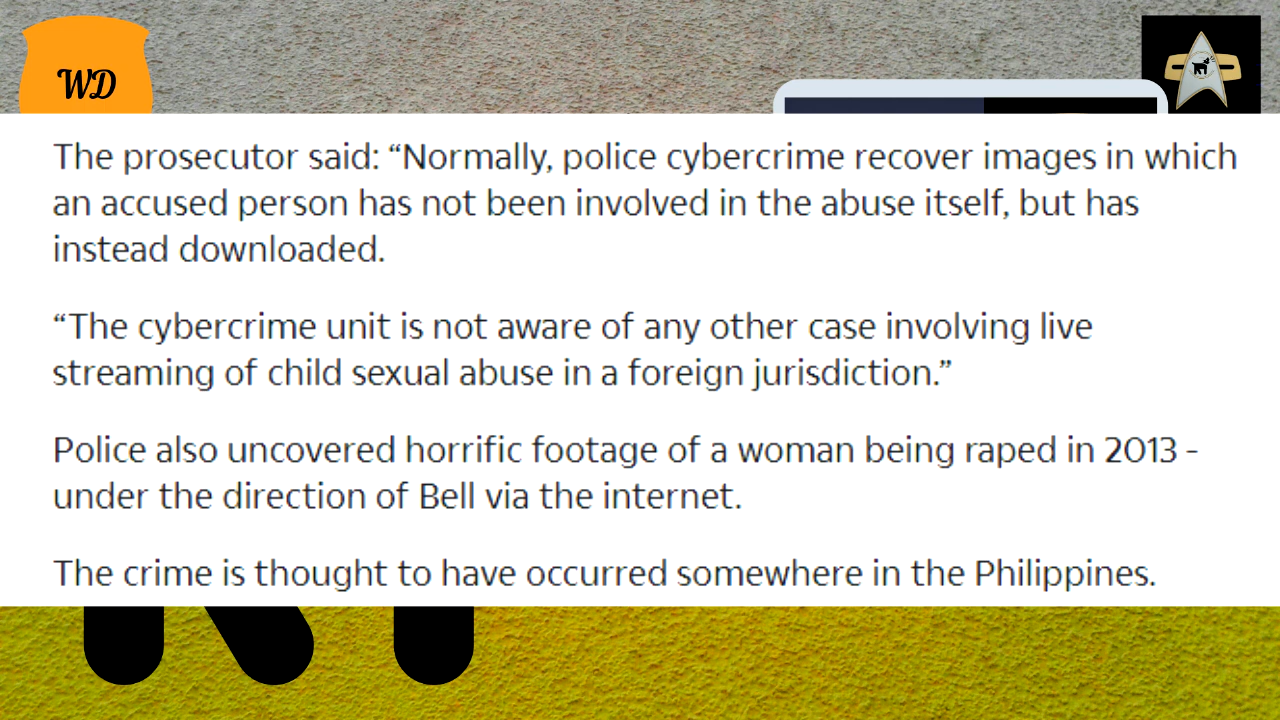 WD
The prosecutor said: “Normally, police cybercrime recover images in which
an accused person has not been involved in the abuse itself, but has
instead downloaded.
“The cybercrime unit is not aware of any other case involving live
streaming of child sexual abuse in a foreign jurisdiction.”
Police also uncovered horrific footage of a woman being raped in 2013 -
under the direction of Bell via the internet.
The crime is thought to have occurred somewhere in the Philippines.